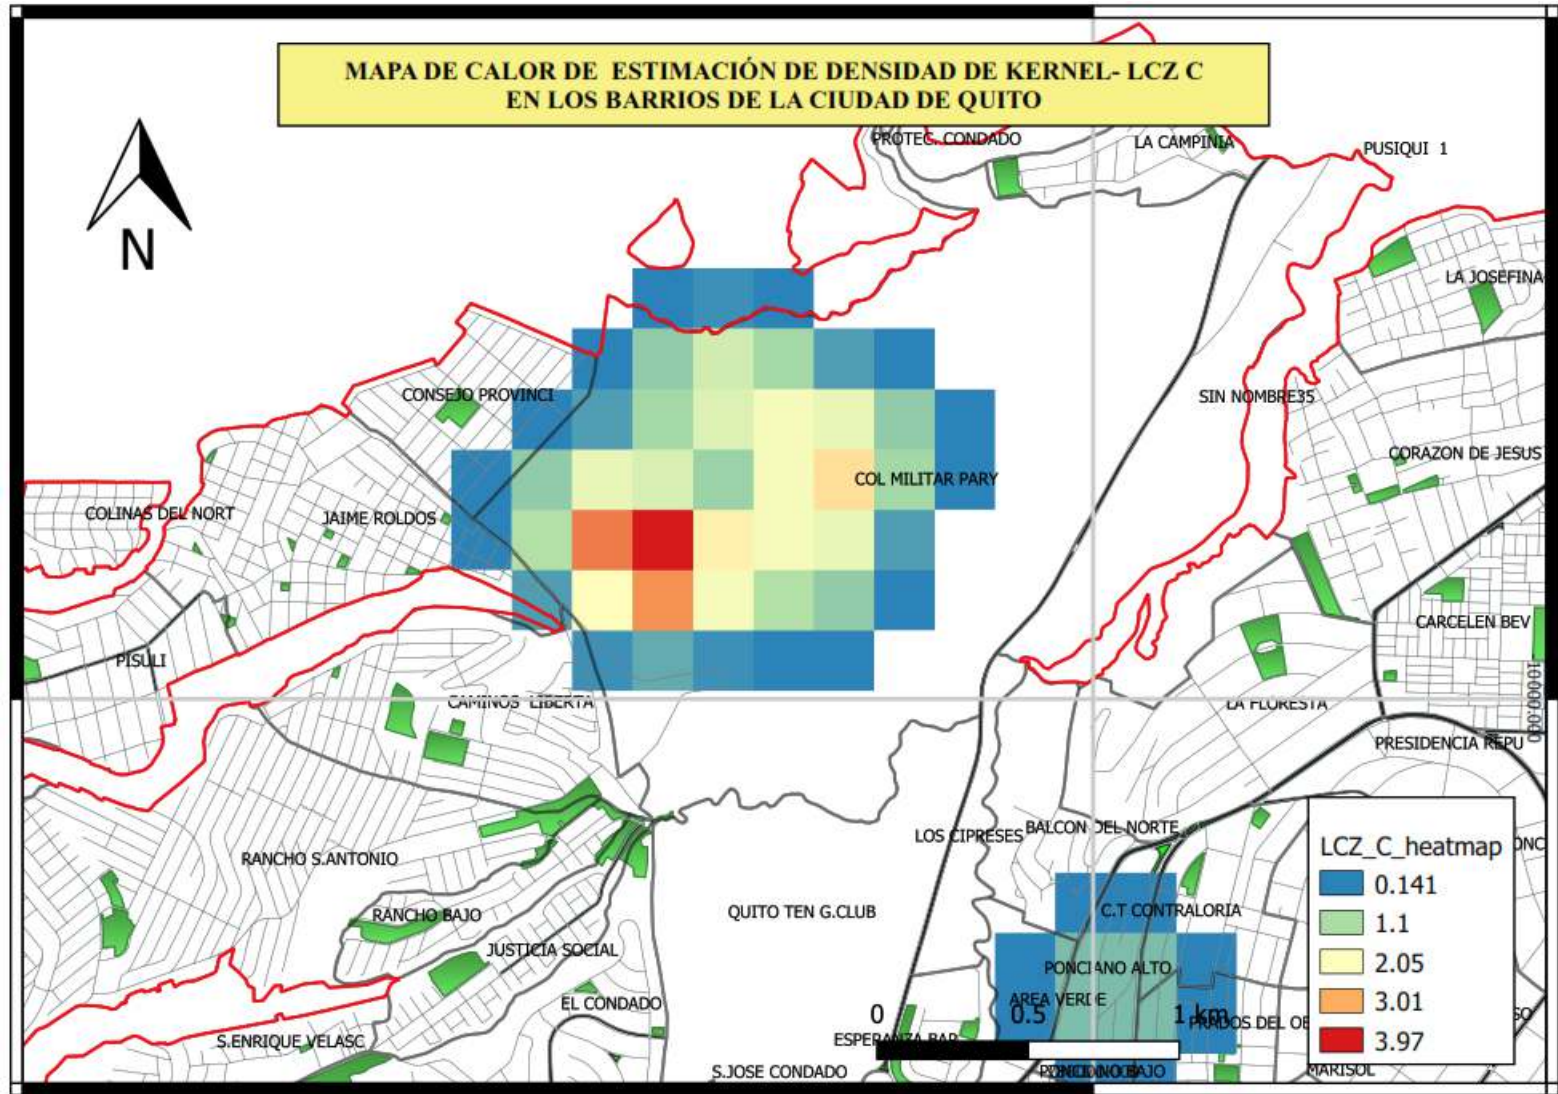 MAPA DE CALOR DE ESTIMACIÓN DE DENSIDAD DE KERNEL- LCZ C
EN LOS BARRIOS DE LA CIUDAD DE QUITO
N
PROTEC. CONDADO
LA CAMPINIA
PUSIQUI 1
LA JOSEFINA
CONSEJO PROVINCI
SIN NOMBRE35
CORAZON DE JESUS
COL MILITAR PARY
COLINAS DEL NORT
JAIME ROLDOS
CARCELEN BEV
PISULI
CAMINOS LIBERTA
LA FLORESTA
10000.000
PRESIDENCIA REPU
LOS CIPRESES
BALCON DEL NORTE
RANCHO S.ANTONIO
RANCHO BAJO
QUITO TEN G.CLUB
C.T CONTRALORIA
JUSTICIA SOCIAL
PONCIANO ALTO
EL CONDADO
AREA VERDE
0 0.5 1 km
PRADOS DEL OE
S.ENRIQUE VELASC
ESPERANZA BAR
S.JOSE CONDADO
BAJO
MARISOL
LCZ_C_heatmap
0.141
1.1
2.05
3.01
3.97